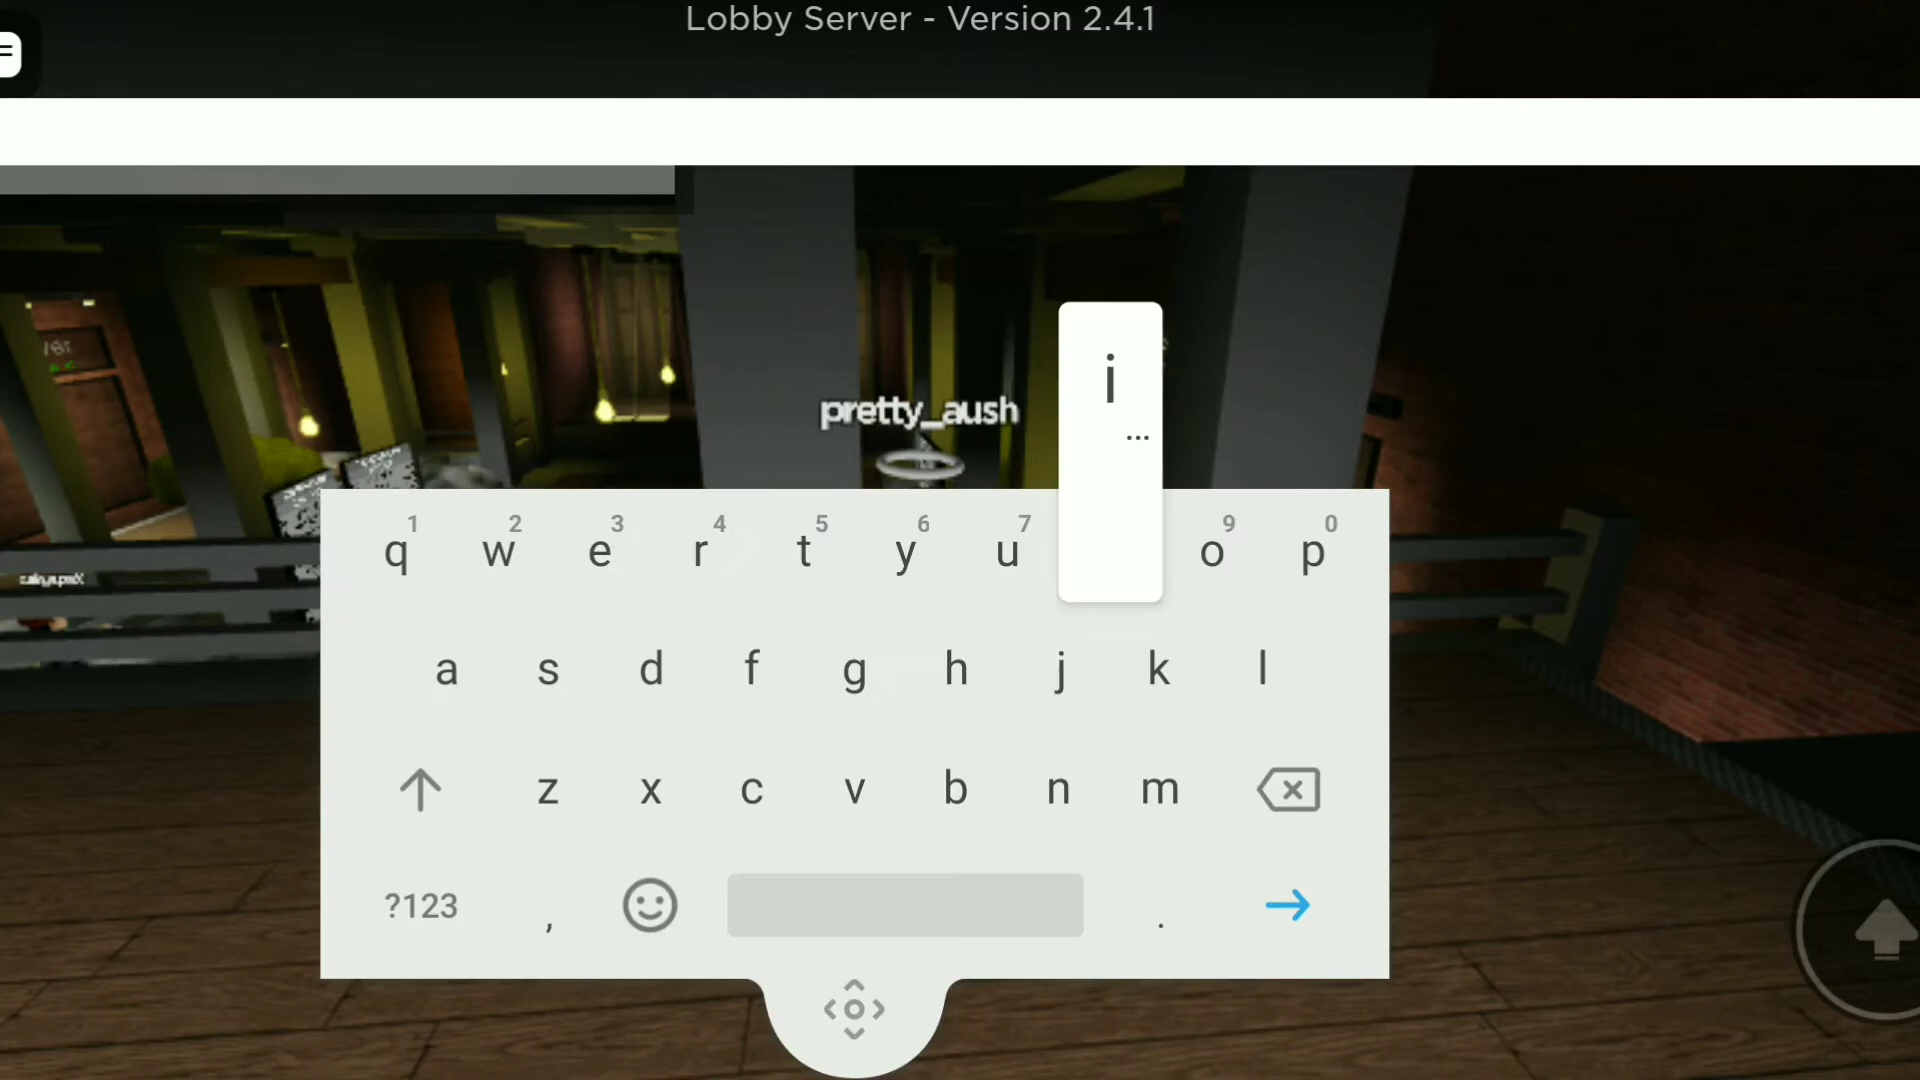 Lobby Server - Version 2.4.1
pretty_aush
i
...
1 2 3 4 5 6 7 9 0
q w e r t y u o p
a s d f g h j k l
z x c v b n m
?123 , .